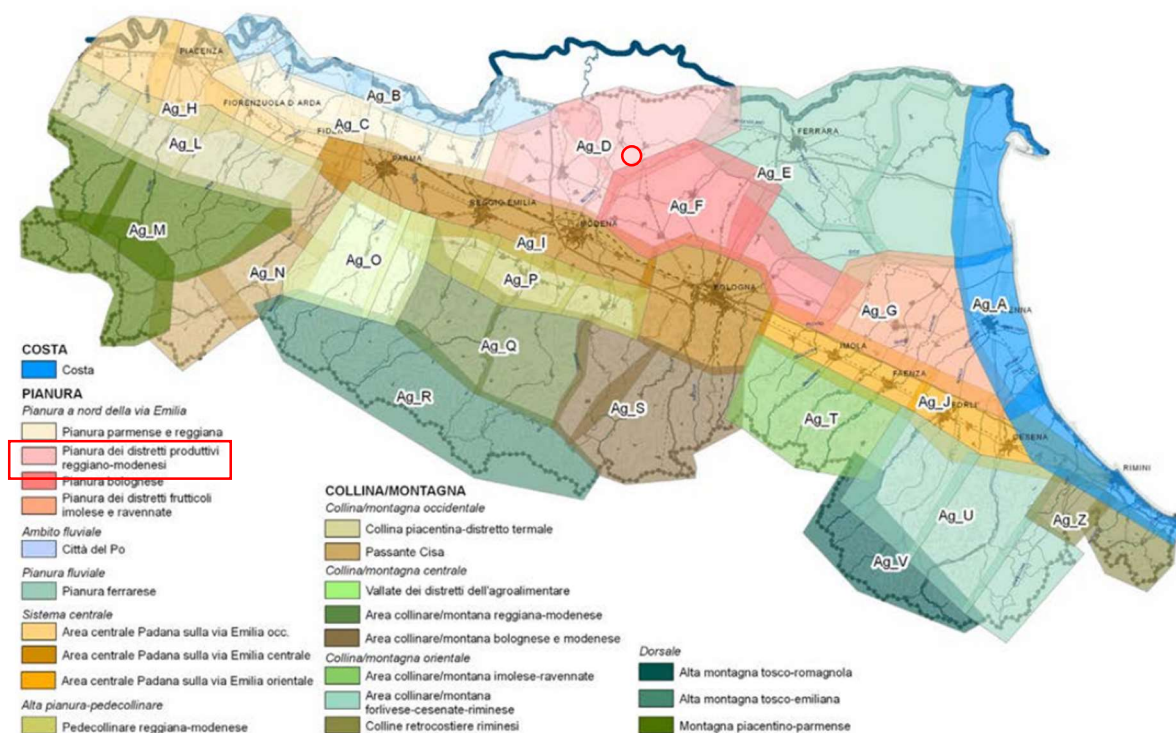 PIACENZA
Ag_B
Ag_H
FIORENZUOLA D ARDA
Ag_C
Ag_L
FIDE
PARMA
Ag_D
FERRARA
Ag_E
Ag_F
REGGIO EMILIA
MODENA
Ag_M
Ag_I
Ag_N
Ag_O
Ag_P
BOLOGNA
Ag_G
Ag_A
ENNA
Ag_Q
IMOLA
FAENZA
Ag_R
Ag_S
Ag_T
Ag_J
FORLI
CESENA
RIMINI
Ag_U
Ag_Z
Ag_V
COSTA
Costa
PIANURA
Pianura a nord della via Emilia
Pianura parmense e reggiana
Pianura dei distretti produttivi
reggiano-modenesi
Pianura bolognese
Pianura dei distretti frutticoli
imolese e ravennate
Ambito fluviale
Città del Po
Pianura fluviale
Pianura ferrarese
Sistema centrale
Area centrale Padana sulla via Emilia occ.
Area centrale Padana sulla via Emilia centrale
Area centrale Padana sulla via Emilia orientale
Alta pianura-pedecollinare
Pedecollinare reggiana-modenese
COLLINA/MONTAGNA
Collina/montagna occidentale
Collina piacentina-distretto termale
Passante Cisa
Collina/montagna centrale
Vallate dei distretti dell'agroalimentare
Area collinare/montana reggiana-modenese
Area collinare/montana bolognese e modenese
Collina/montagna orientale
Area collinare/montana imolese-ravennate
Area collinare/montana
forlivese-cesenate-riminese
Colline retrocostiere riminesi
Dorsale
Alta montagna tosco-romagnola
Alta montagna tosco-emiliana
Montagna piacentino-parmense